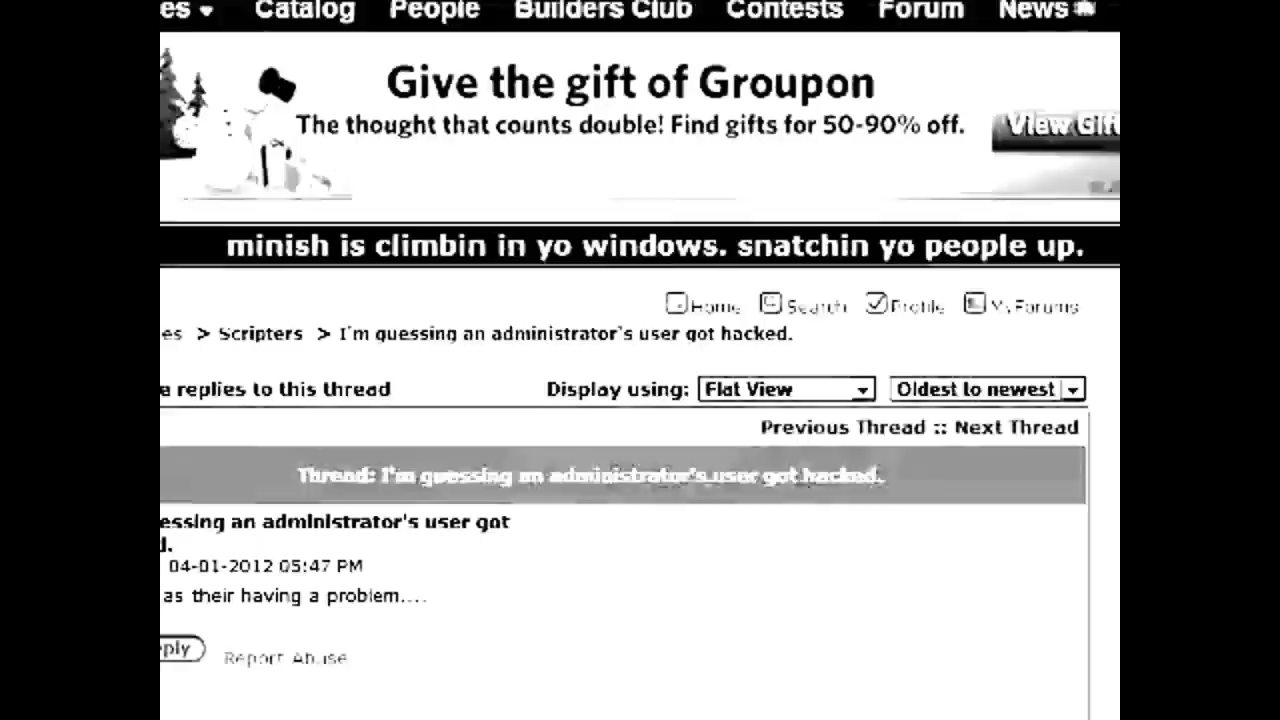 es Catalog People Builders Club Contests Forum News
Give the gift of Groupon
The thought that counts double! Find gifts for 50-90% off.
View Gift
minish is climbin in yo windows. snatchin yo people up.
Home Search Profile My Forums
es > Scripters > I'm guessing an administrator's user got hacked.
e replies to this thread Display using: Flat View Oldest to newest
Previous Thread :: Next Thread
Thread: I'm guessing an administrator's user got hacked.
essing an administrator's user got
d.
04-01-2012 05:47 PM
as their having a problem....
ply Report Abuse